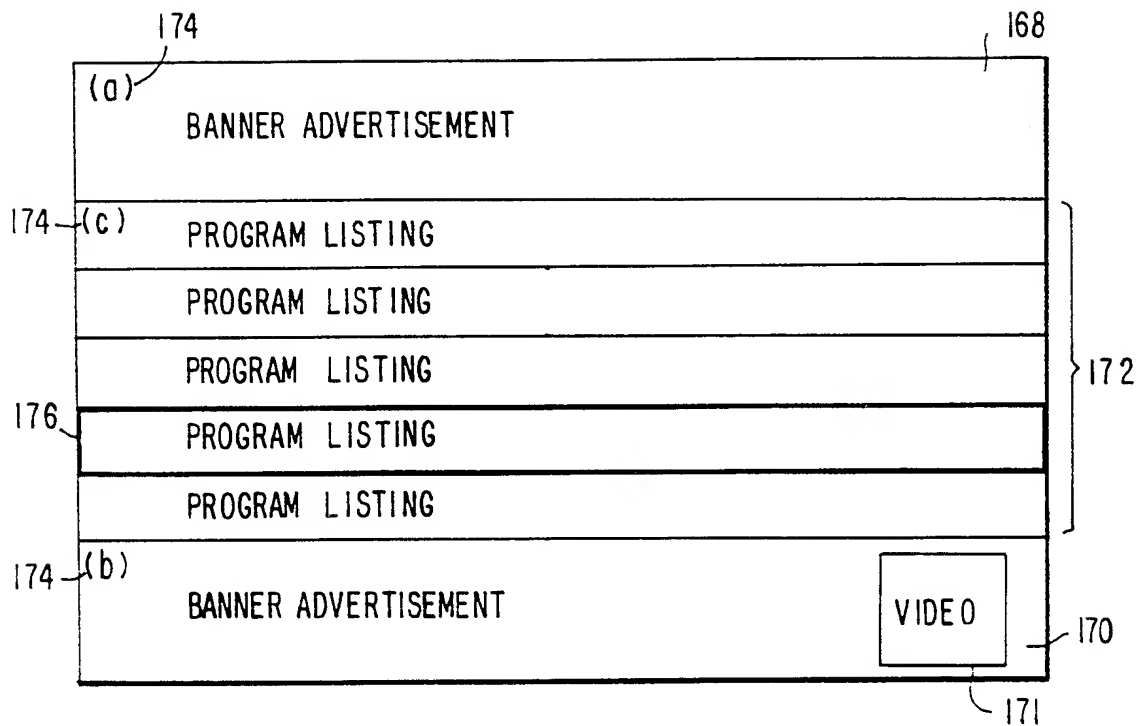 174
168
(a)
BANNER ADVERTISEMENT
174
(c)
PROGRAM LISTING
PROGRAM LISTING
PROGRAM LISTING
172
176
PROGRAM LISTING
PROGRAM LISTING
174
(b)
BANNER ADVERTISEMENT
VIDEO
170
171